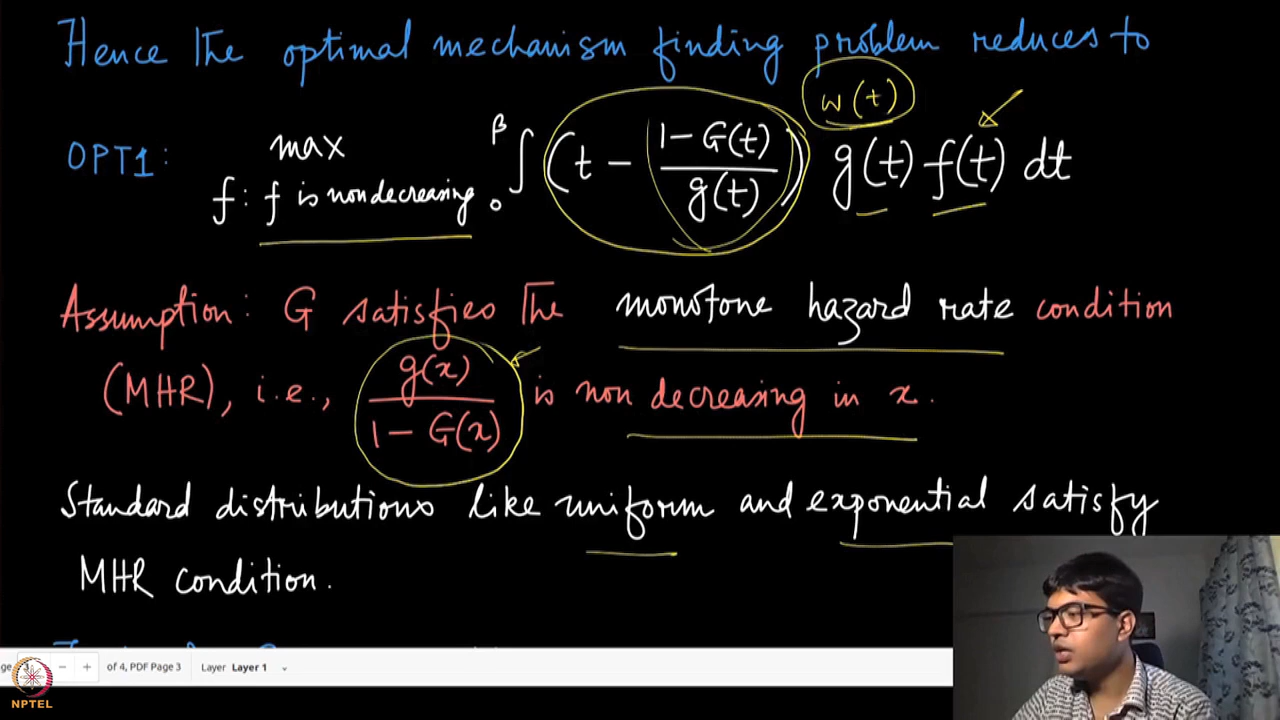 Hence the optimal mechanism finding problem reduces to
w(t)
OPT1: max ∫₀^β (t − (1 − G(t))/g(t)) g(t) f(t) dt
f: f is nondecreasing
Assumption: G satisfies the monotone hazard rate condition
(MHR), i.e., g(x)/(1 − G(x)) is non decreasing in x.
Standard distributions like uniform and exponential satisfy
MHR condition.
3 − + of 4, PDF Page 3 Layer Layer 1
NPTEL